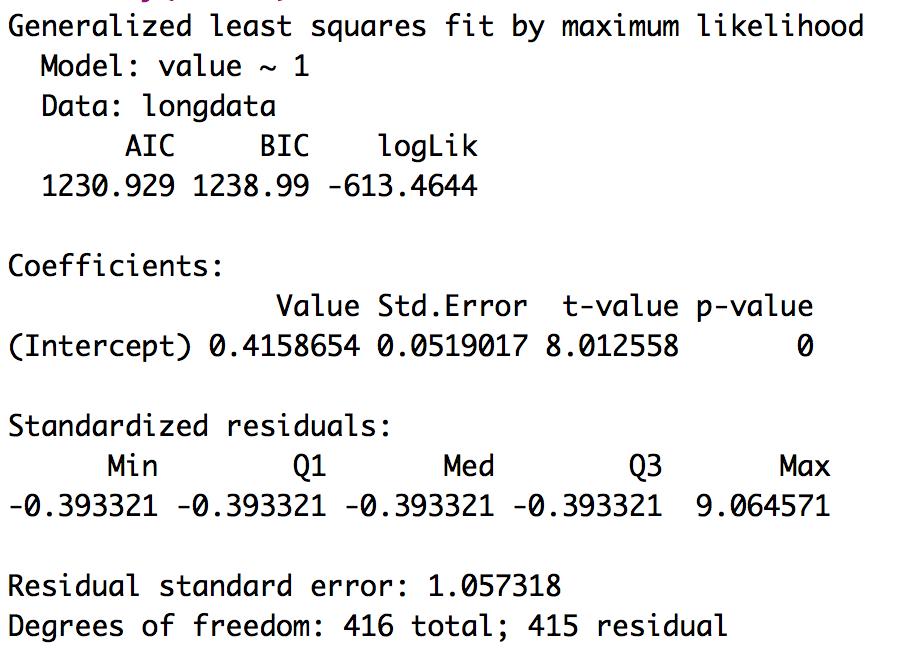 Generalized least squares fit by maximum likelihood
Model: value ~ 1
Data: longdata
AIC BIC logLik
1230.929 1238.99 -613.4644
Coefficients:
Value Std.Error t-value p-value
(Intercept) 0.4158654 0.0519017 8.012558 0
Standardized residuals:
Min Q1 Med Q3 Max
-0.393321 -0.393321 -0.393321 -0.393321 9.064571
Residual standard error: 1.057318
Degrees of freedom: 416 total; 415 residual